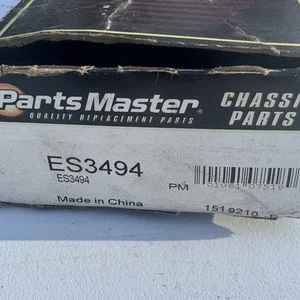 PartsMaster
QUALITY REPLACEMENT PARTS
CHASSI
PARTS
ES3494
ES3494
PM
Made in China
1519210